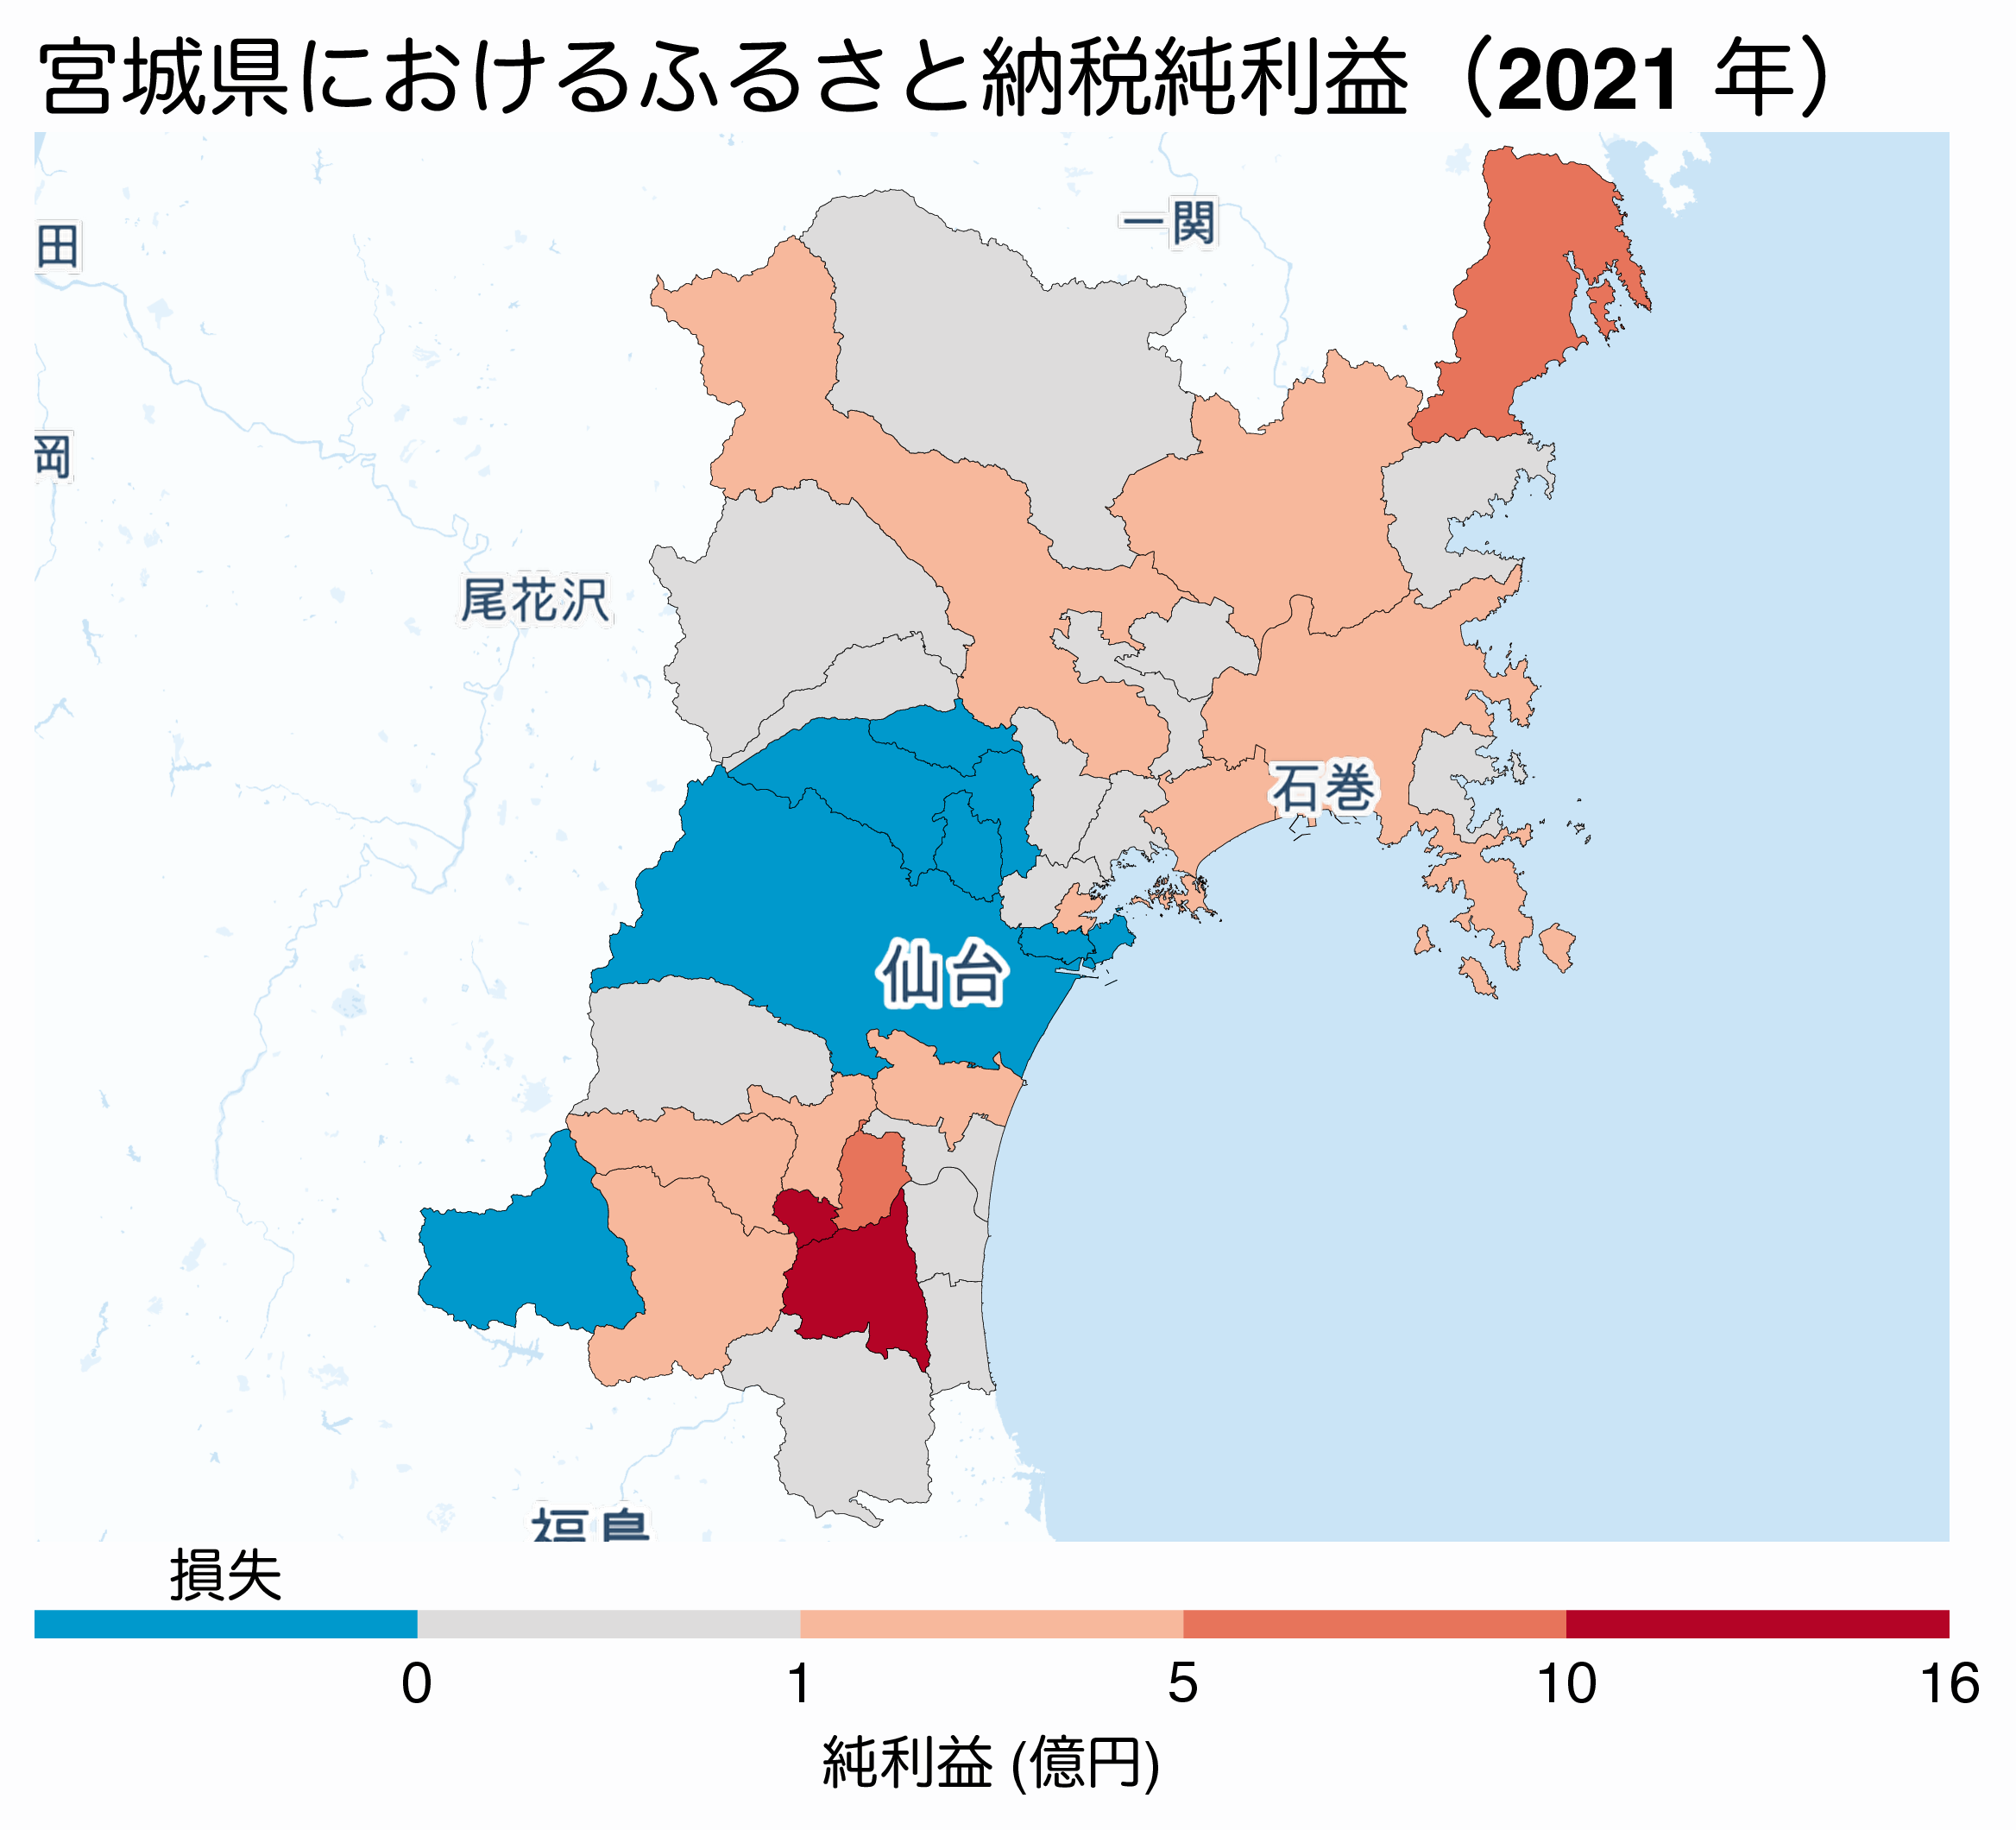 宮城県におけるふるさと納税純利益（2021 年）
一関
田
岡
尾花沢
石巻
仙台
福島
損失
0 1 5 10 16
純利益 (億円)